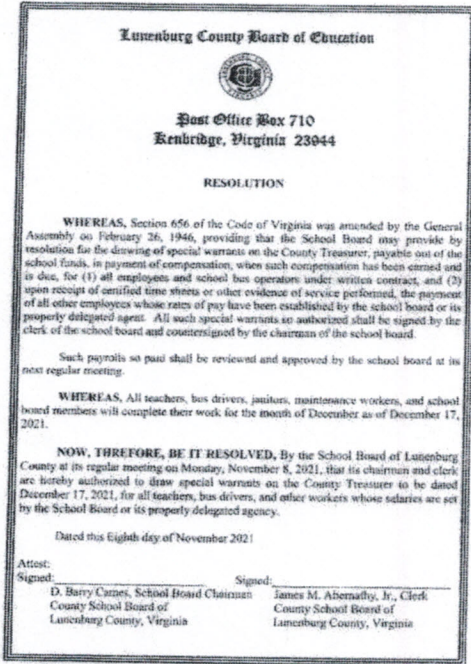 Lunenburg County Board of Education
Post Office Box 710
Kenbridge, Virginia 23944
RESOLUTION
WHEREAS, Section 656 of the Code of Virginia was amended by the General
Assembly on February 26, 1946, providing that the School Board may provide by
resolution for the drawing of special warrants on the County Treasurer, payable out of the
school funds, in payment of compensation, when such compensation has been earned and
is due, for (1) all employees and school bus operators under written contract, and (2)
upon receipt of certified time sheets or other evidence of service performed, the payment
of all other employees whose rates of pay have been established by the school board or its
properly delegated agent. All such special warrants so authorized shall be signed by the
clerk of the school board and countersigned by the chairman of the school board.
Such payrolls so paid shall be reviewed and approved by the school board at its
next regular meeting.
WHEREAS, All teachers, bus drivers, janitors, maintenance workers, and school
board members will complete their work for the month of December as of December 17,
2021.
NOW, THREFORE, BE IT RESOLVED, By the School Board of Lunenburg
County at its regular meeting on Monday, November 8, 2021, that its chairman and clerk
are hereby authorized to draw special warrants on the County Treasurer to be dated
December 17, 2021, for all teachers, bus drivers, and other workers whose salaries are set
by the School Board or its properly delegated agency.
Dated this Eighth day of November 2021
Attest:
Signed: Signed:
D. Barry Carnes, School Board Chairman James M. Abernathy, Jr., Clerk
County School Board of County School Board of
Lunenburg County, Virginia Lunenburg County, Virginia